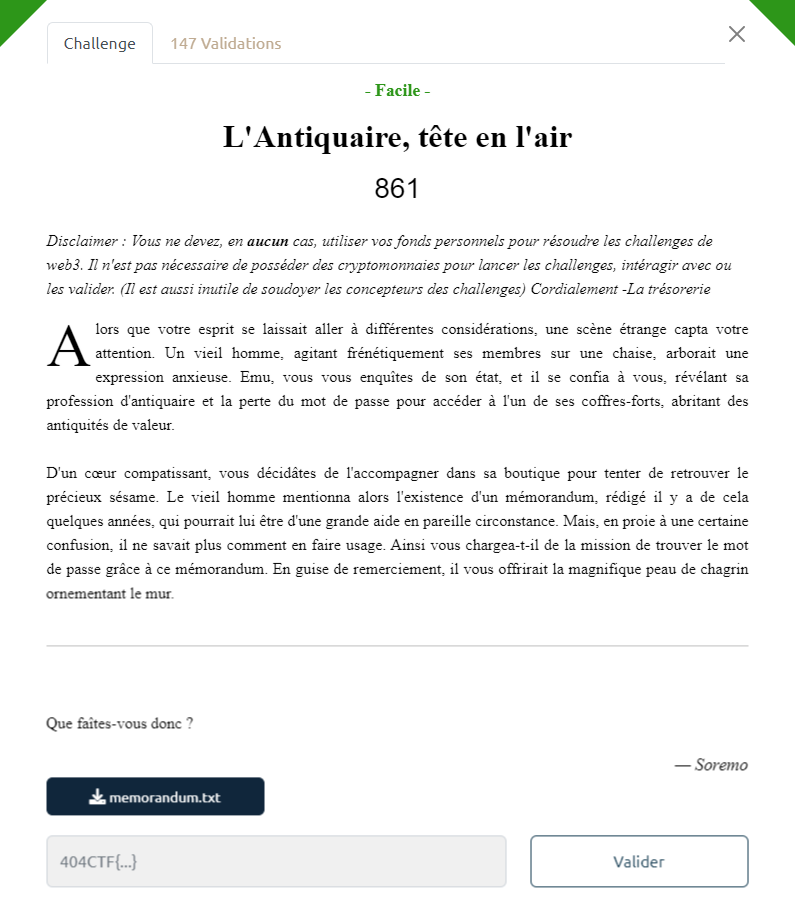 Challenge
147 Validations
- Facile -
L'Antiquaire, tête en l'air
861
Disclaimer : Vous ne devez, en aucun cas, utiliser vos fonds personnels pour résoudre les challenges de
web3. Il n'est pas nécessaire de posséder des cryptomonnaies pour lancer les challenges, intéragir avec ou
les valider. (Il est aussi inutile de soudoyer les concepteurs des challenges) Cordialement -La trésorerie
Alors que votre esprit se laissait aller à différentes considérations, une scène étrange capta votre
attention. Un vieil homme, agitant frénétiquement ses membres sur une chaise, arborait une
expression anxieuse. Emu, vous vous enquîtes de son état, et il se confia à vous, révélant sa
profession d'antiquaire et la perte du mot de passe pour accéder à l'un de ses coffres-forts, abritant des
antiquités de valeur.
D'un cœur compatissant, vous décidâtes de l'accompagner dans sa boutique pour tenter de retrouver le
précieux sésame. Le vieil homme mentionna alors l'existence d'un mémorandum, rédigé il y a de cela
quelques années, qui pourrait lui être d'une grande aide en pareille circonstance. Mais, en proie à une certaine
confusion, il ne savait plus comment en faire usage. Ainsi vous chargea-t-il de la mission de trouver le mot
de passe grâce à ce mémorandum. En guise de remerciement, il vous offrirait la magnifique peau de chagrin
ornementant le mur.
Que faîtes-vous donc ?
— Soremo
memorandum.txt
404CTF{...}
Valider